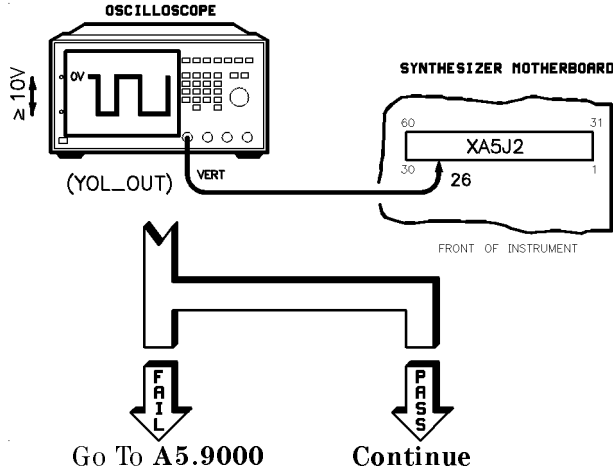 OSCILLOSCOPE
SYNTHESIZER MOTHERBOARD
≥ 10V
0V
60 31
XA5J2
30 1
26
(YOL_OUT)
VERT
FRONT OF INSTRUMENT
FAIL
PASS
Go To A5.9000
Continue